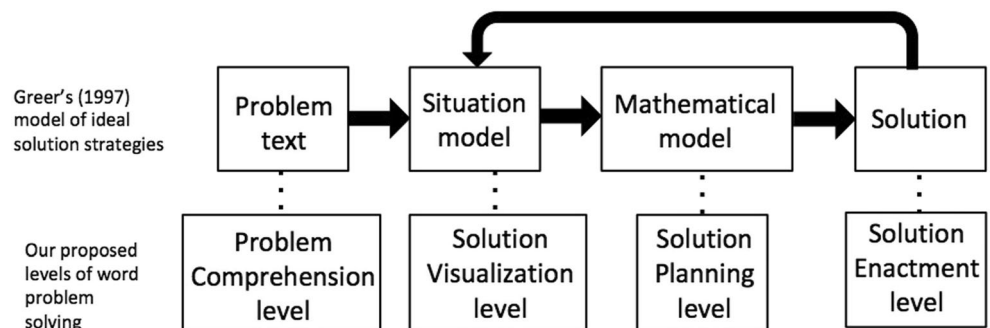 Greer's (1997)
model of ideal
solution strategies
Problem
text
Situation
model
Mathematical
model
Solution
Our proposed
levels of word
problem
solving
Problem
Comprehension
level
Solution
Visualization
level
Solution
Planning
level
Solution
Enactment
level